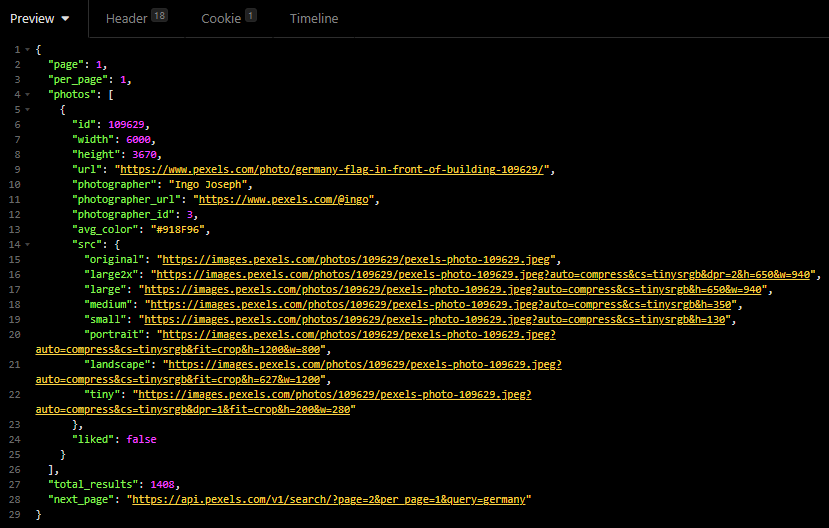 Preview Header 18 Cookie 1 Timeline
1 {
2 "page": 1,
3 "per_page": 1,
4 "photos": [
5 {
6 "id": 109629,
7 "width": 6000,
8 "height": 3670,
9 "url": "https://www.pexels.com/photo/germany-flag-in-front-of-building-109629/",
10 "photographer": "Ingo Joseph",
11 "photographer_url": "https://www.pexels.com/@ingo",
12 "photographer_id": 3,
13 "avg_color": "#918F96",
14 "src": {
15 "original": "https://images.pexels.com/photos/109629/pexels-photo-109629.jpeg",
16 "large2x": "https://images.pexels.com/photos/109629/pexels-photo-109629.jpeg?auto=compress&cs=tinysrgb&dpr=2&h=650&w=940",
17 "large": "https://images.pexels.com/photos/109629/pexels-photo-109629.jpeg?auto=compress&cs=tinysrgb&h=650&w=940",
18 "medium": "https://images.pexels.com/photos/109629/pexels-photo-109629.jpeg?auto=compress&cs=tinysrgb&h=350",
19 "small": "https://images.pexels.com/photos/109629/pexels-photo-109629.jpeg?auto=compress&cs=tinysrgb&h=130",
20 "portrait": "https://images.pexels.com/photos/109629/pexels-photo-109629.jpeg?
auto=compress&cs=tinysrgb&fit=crop&h=1200&w=800",
21 "landscape": "https://images.pexels.com/photos/109629/pexels-photo-109629.jpeg?
auto=compress&cs=tinysrgb&fit=crop&h=627&w=1200",
22 "tiny": "https://images.pexels.com/photos/109629/pexels-photo-109629.jpeg?
auto=compress&cs=tinysrgb&dpr=1&fit=crop&h=200&w=280"
23 },
24 "liked": false
25 }
26 ],
27 "total_results": 1408,
28 "next_page": "https://api.pexels.com/v1/search/?page=2&per_page=1&query=germany"
29 }